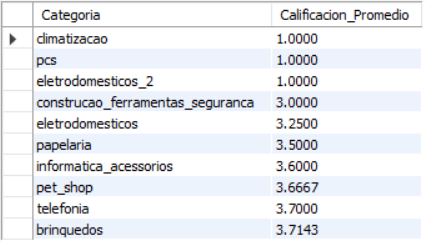 Categoria Calificacion_Promedio
climatizacao 1.0000
pcs 1.0000
eletrodomesticos_2 1.0000
construcao_ferramentas_seguranca 3.0000
eletrodomesticos 3.2500
papelaria 3.5000
informatica_acessorios 3.6000
pet_shop 3.6667
telefonia 3.7000
brinquedos 3.7143